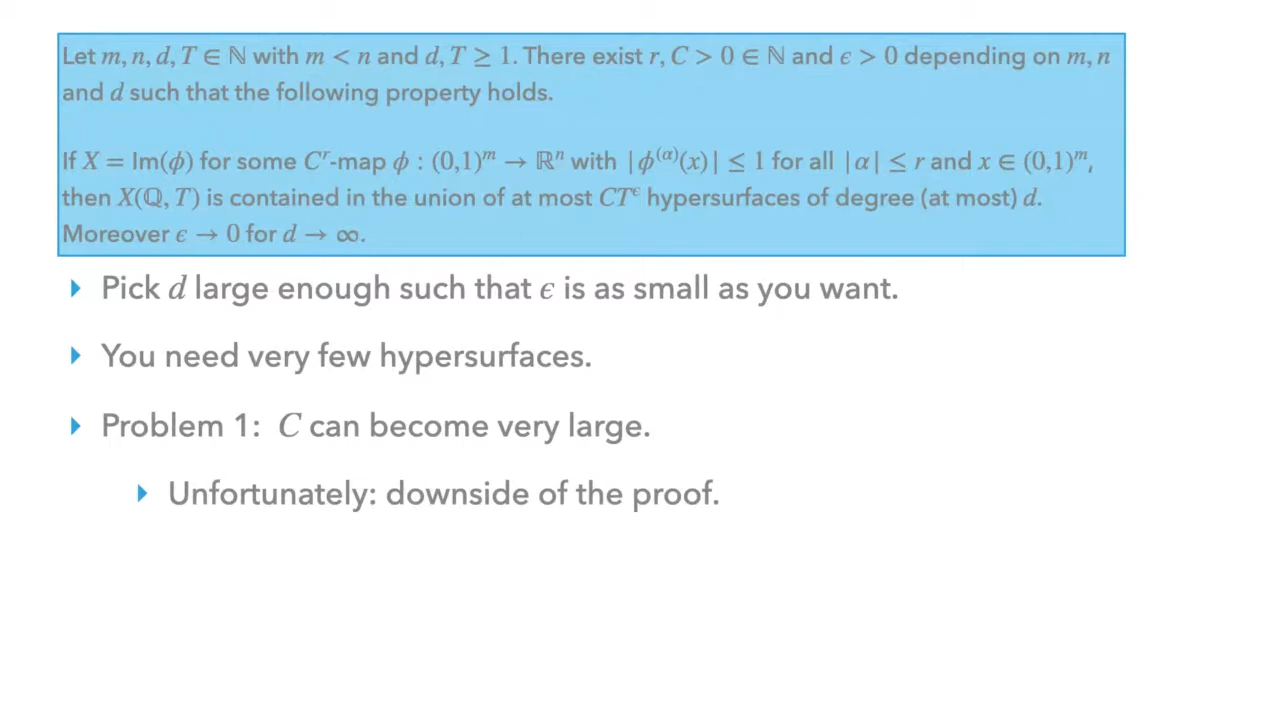 Let m, n, d, T ∈ ℕ with m < n and d, T ≥ 1. There exist r, C > 0 ∈ ℕ and ϵ > 0 depending on m, n
and d such that the following property holds.
If X = Im(ϕ) for some Cʳ-map ϕ : (0,1)ᵐ → ℝⁿ with |ϕ⁽ᵅ⁾(x)| ≤ 1 for all |α| ≤ r and x ∈ (0,1)ᵐ,
then X(ℚ, T) is contained in the union of at most CTᵋ hypersurfaces of degree (at most) d.
Moreover ϵ → 0 for d → ∞.
▸ Pick d large enough such that ϵ is as small as you want.
▸ You need very few hypersurfaces.
▸ Problem 1: C can become very large.
▸ Unfortunately: downside of the proof.